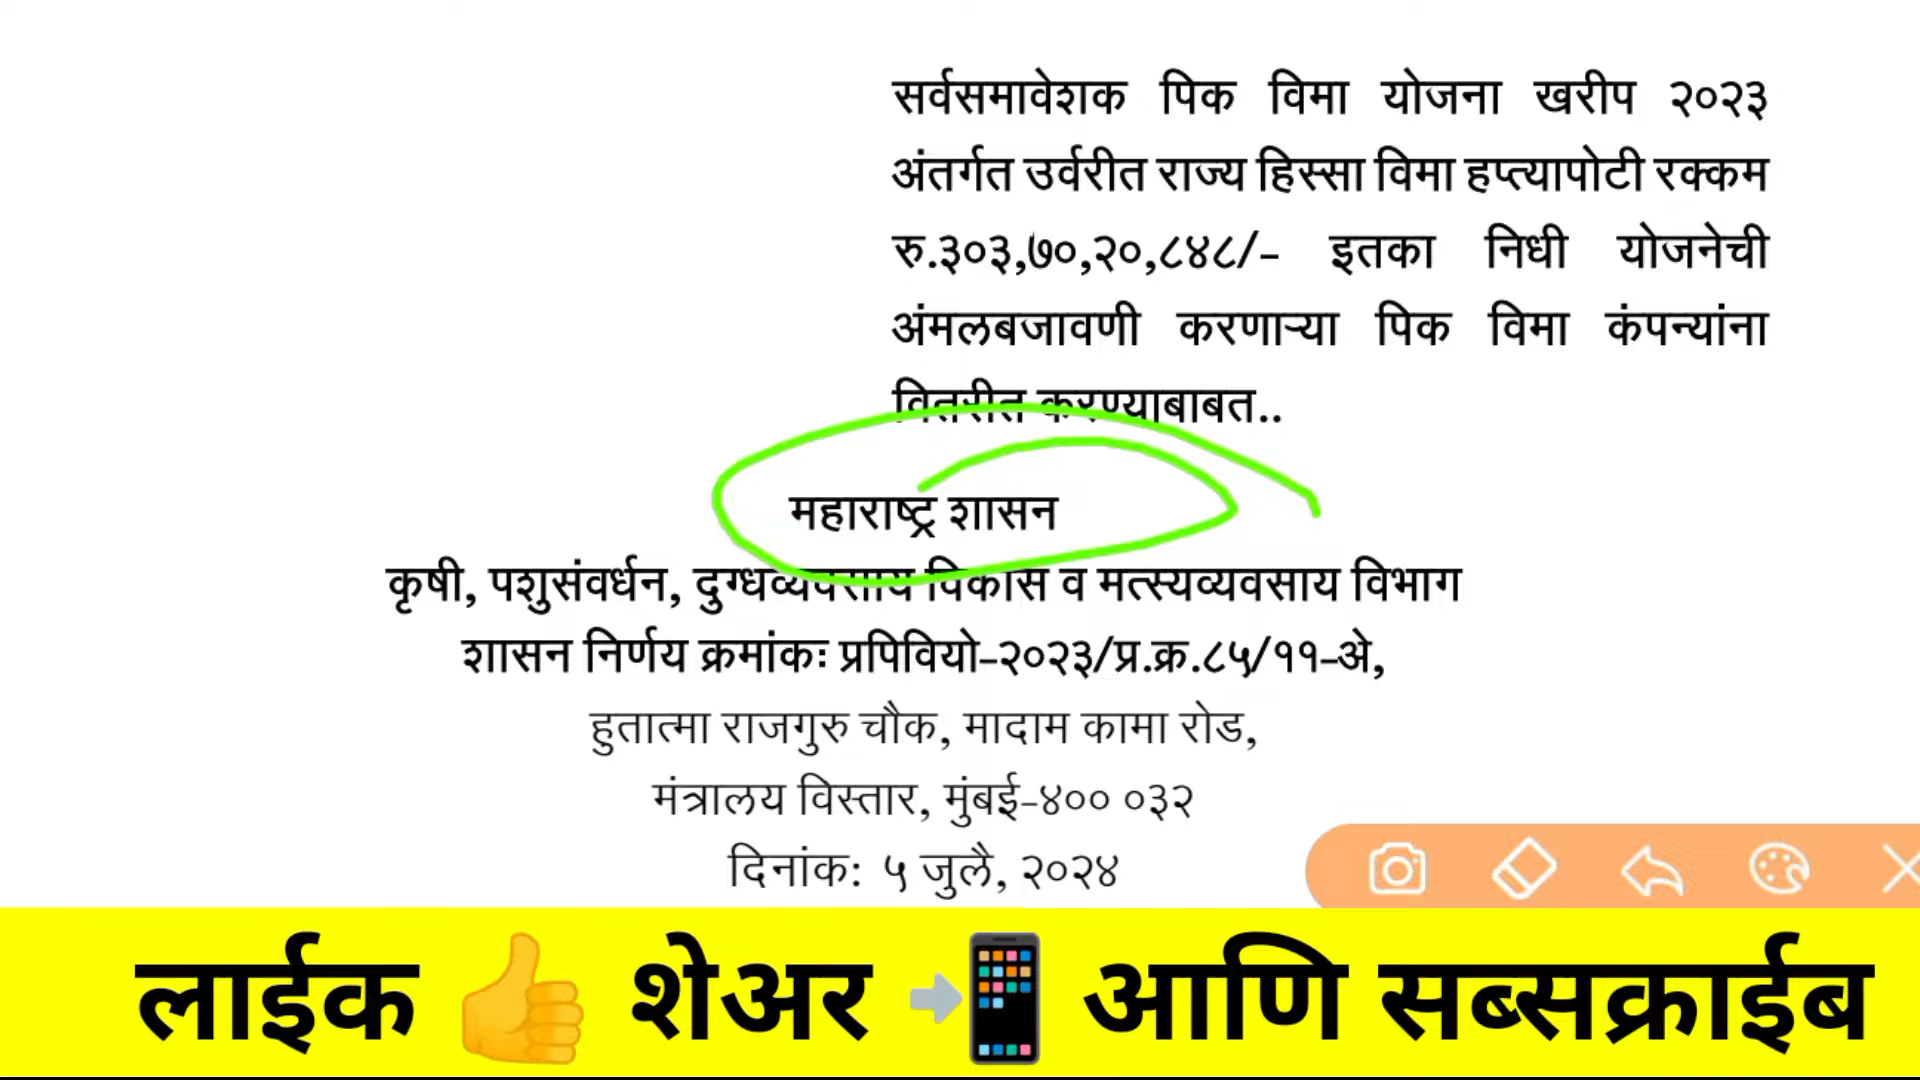 सर्वसमावेशक पिक विमा योजना खरीप २०२३
अंतर्गत उर्वरीत राज्य हिस्सा विमा हप्त्यापोटी रक्कम
रु.३०३,७०,२०,८४८/- इतका निधी योजनेची
अंमलबजावणी करणाऱ्या पिक विमा कंपन्यांना
वितरीत करण्याबाबत..
महाराष्ट्र शासन
कृषी, पशुसंवर्धन, दुग्धव्यवसाय विकास व मत्स्यव्यवसाय विभाग
शासन निर्णय क्रमांकः प्रपिवियो-२०२३/प्र.क्र.८५/११-अे,
हुतात्मा राजगुरु चौक, मादाम कामा रोड,
मंत्रालय विस्तार, मुंबई-४०० ०३२
दिनांक: ५ जुलै, २०२४
लाईक 👍 शेअर 📲 आणि सब्सक्राईब